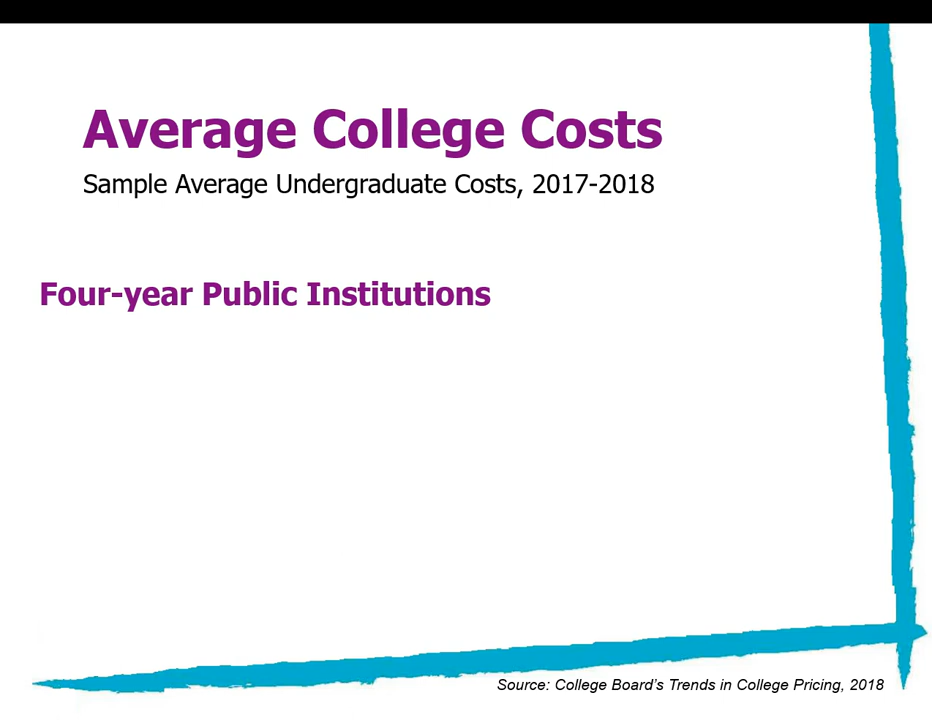 Average College Costs
Sample Average Undergraduate Costs, 2017-2018
Four-year Public Institutions
Source: College Board’s Trends in College Pricing, 2018